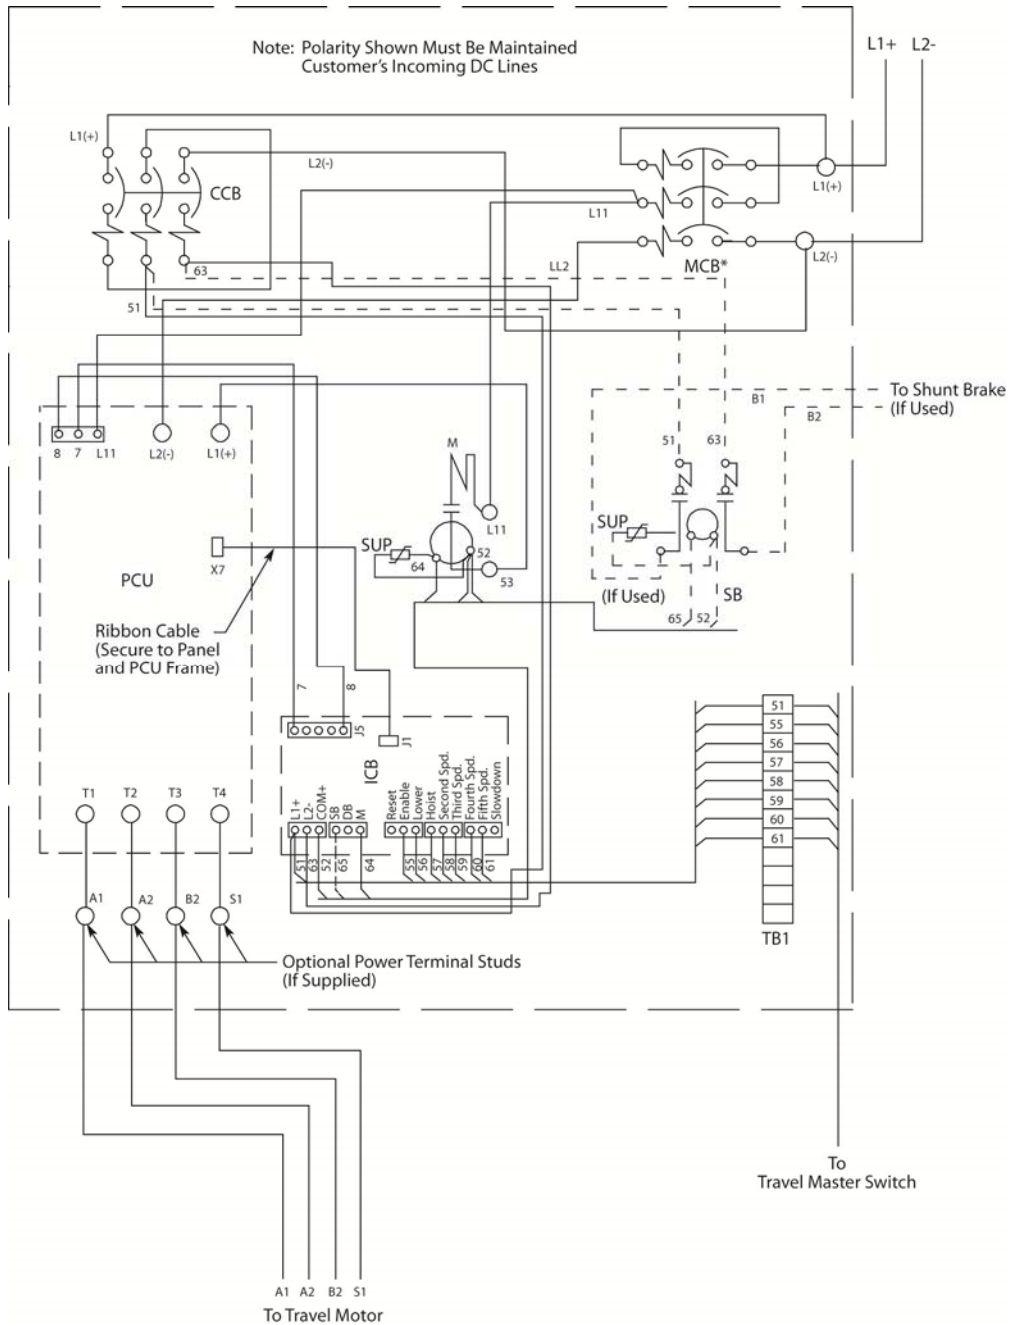 Note: Polarity Shown Must Be Maintained
Customer's Incoming DC Lines
L1+ L2-
L1(+)
L2(-)
CCB
L11
L1(+)
63
LL2
MCB*
L2(-)
51
B1
To Shunt Brake
(If Used)
B2
8 7 L11 L2(-) L1(+)
M
51 63
L11
SUP
SUP
52
64
53
X7
PCU
(If Used)
SB
65 52
Ribbon Cable
(Secure to Panel
and PCU Frame)
7
8
J5
J1
ICB
51
55
56
57
58
59
60
61
TB1
L1+
L2-
COM+
SB
DB
M
Reset
Enable
Lower
Hoist
Second Spd.
Third Spd.
Fourth Spd.
Fifth Spd.
Slowdown
51
63
52
65
64
55
56
57
58
59
60
61
T1 T2 T3 T4
A1 A2 B2 S1
Optional Power Terminal Studs
(If Supplied)
To
Travel Master Switch
A1 A2 B2 S1
To Travel Motor